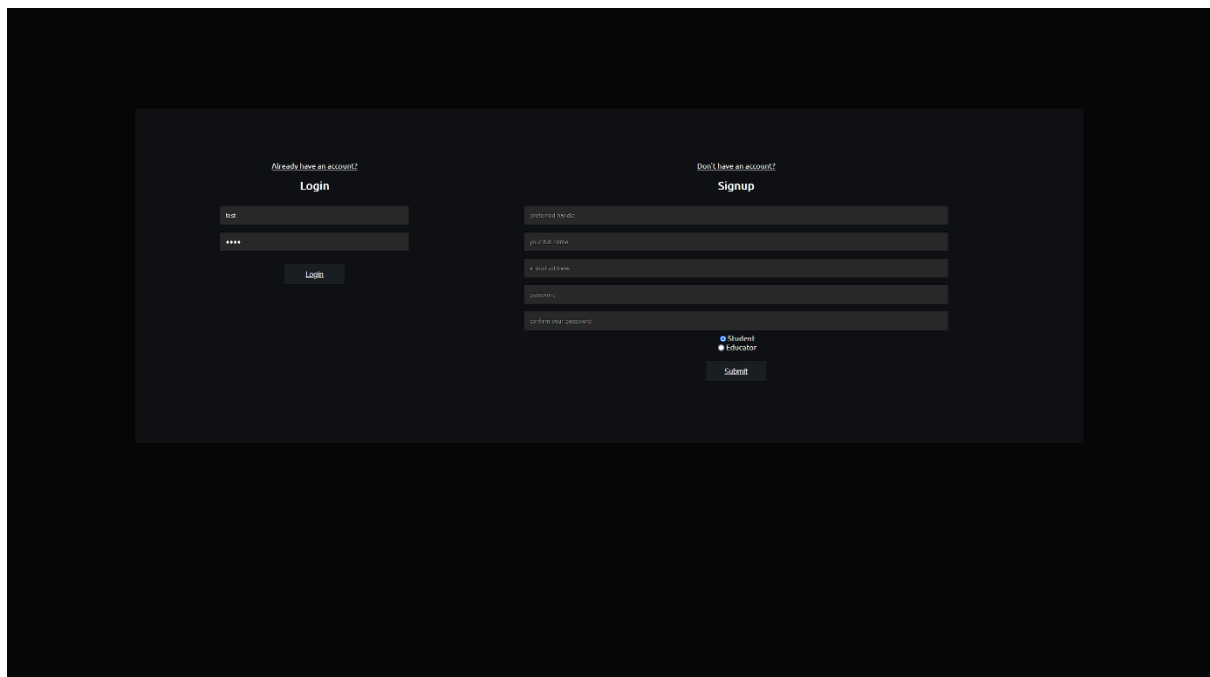 Already have an account?
Login
test
••••
Login
Don't have an account?
Signup
preferred handle
your full name
e-mail address
password
confirm your password
Student
Educator
Submit